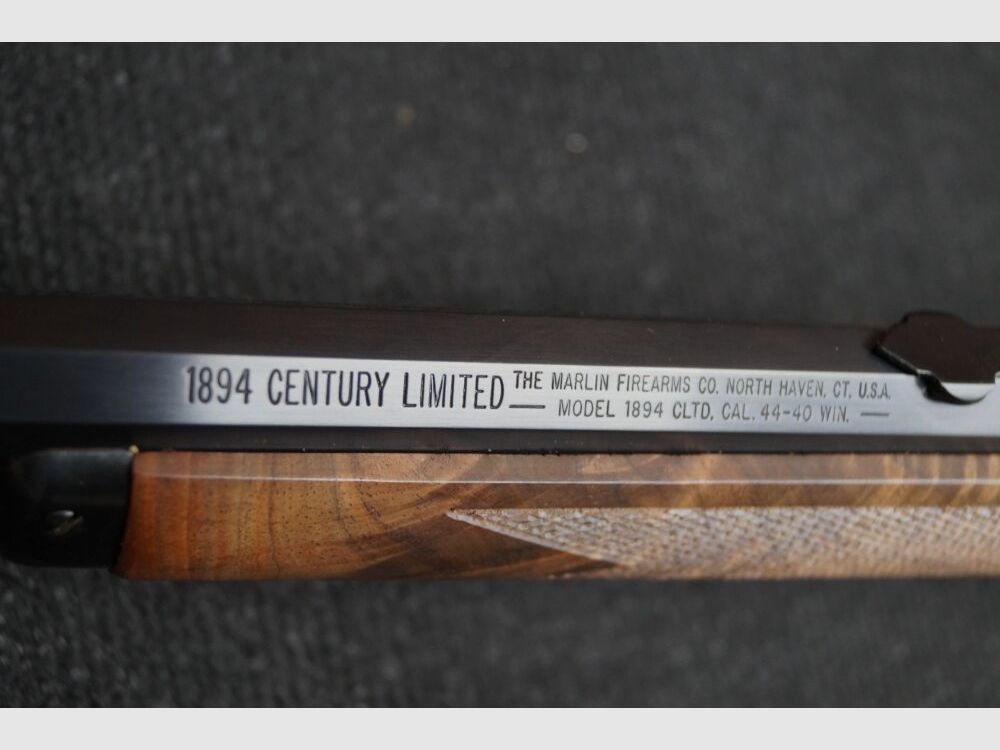 1894 CENTURY LIMITED
THE MARLIN FIREARMS CO. NORTH HAVEN, CT. U.S.A.
— MODEL 1894 CLTD. CAL. 44-40 WIN. —